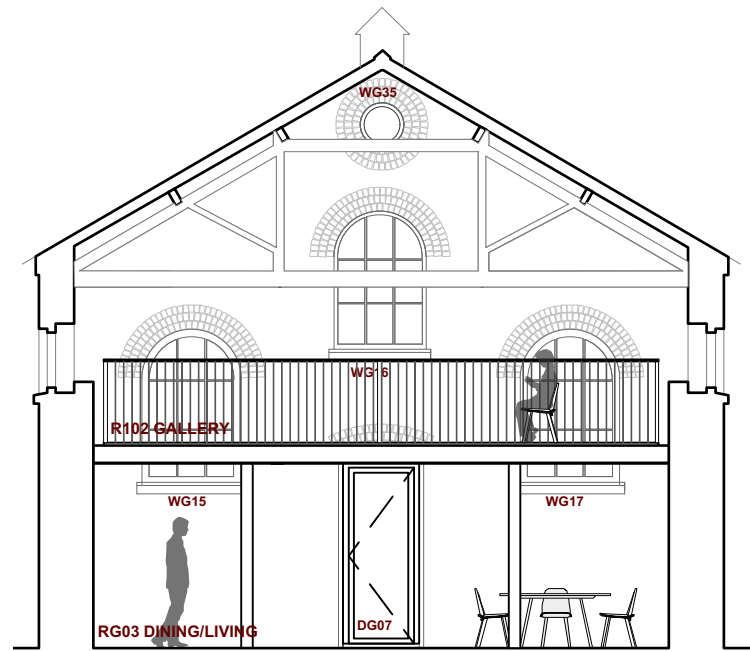 WG35
WG16
R102 GALLERY
WG15
WG17
RG03 DINING/LIVING
DG07